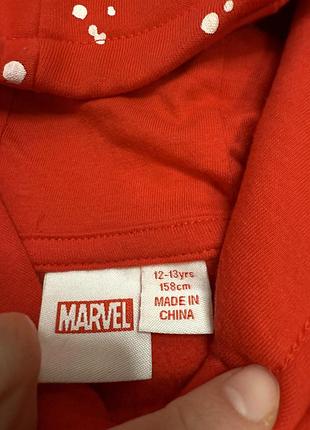 MARVEL
12-13yrs
158cm
MADE IN
CHINA